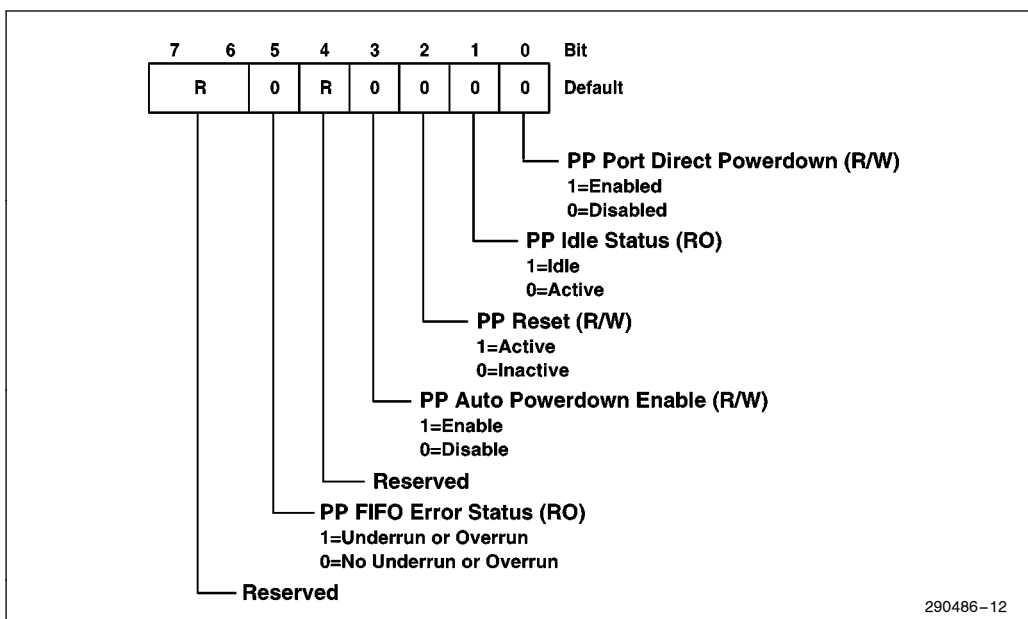 7 6 5 4 3 2 1 0 Bit
R 0 R 0 0 0 0 Default
PP Port Direct Powerdown (R/W)
1=Enabled
0=Disabled
PP Idle Status (RO)
1=Idle
0=Active
PP Reset (R/W)
1=Active
0=Inactive
PP Auto Powerdown Enable (R/W)
1=Enable
0=Disable
Reserved
PP FIFO Error Status (RO)
1=Underrun or Overrun
0=No Underrun or Overrun
Reserved
290486–12